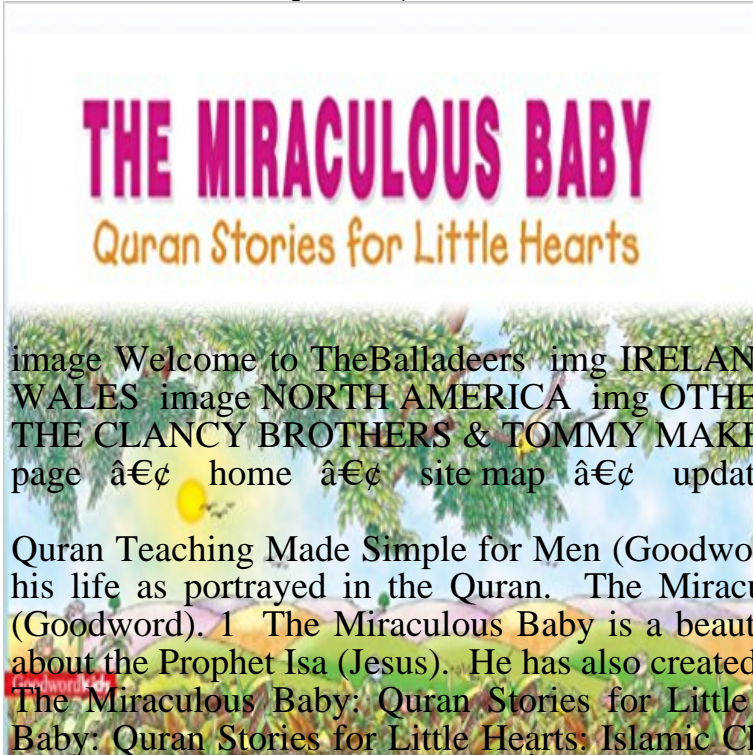 THE MIRACULOUS BABY
Quran Stories for Little Hearts
image Welcome to TheBalladeers img IRELAN
WALES image NORTH AMERICA img OTHE
THE CLANCY BROTHERS & TOMMY MAKE
page â€¢ home â€¢ site map â€¢ updat
Quran Teaching Made Simple for Men (Goodwo
his life as portrayed in the Quran. The Miracu
(Goodword). 1 The Miraculous Baby is a beaut
about the Prophet Isa (Jesus). He has also created
Goodwordkidz
The Miraculous Baby: Quran Stories for Little
Baby: Quran Stories for Little Hearts: Islamic C